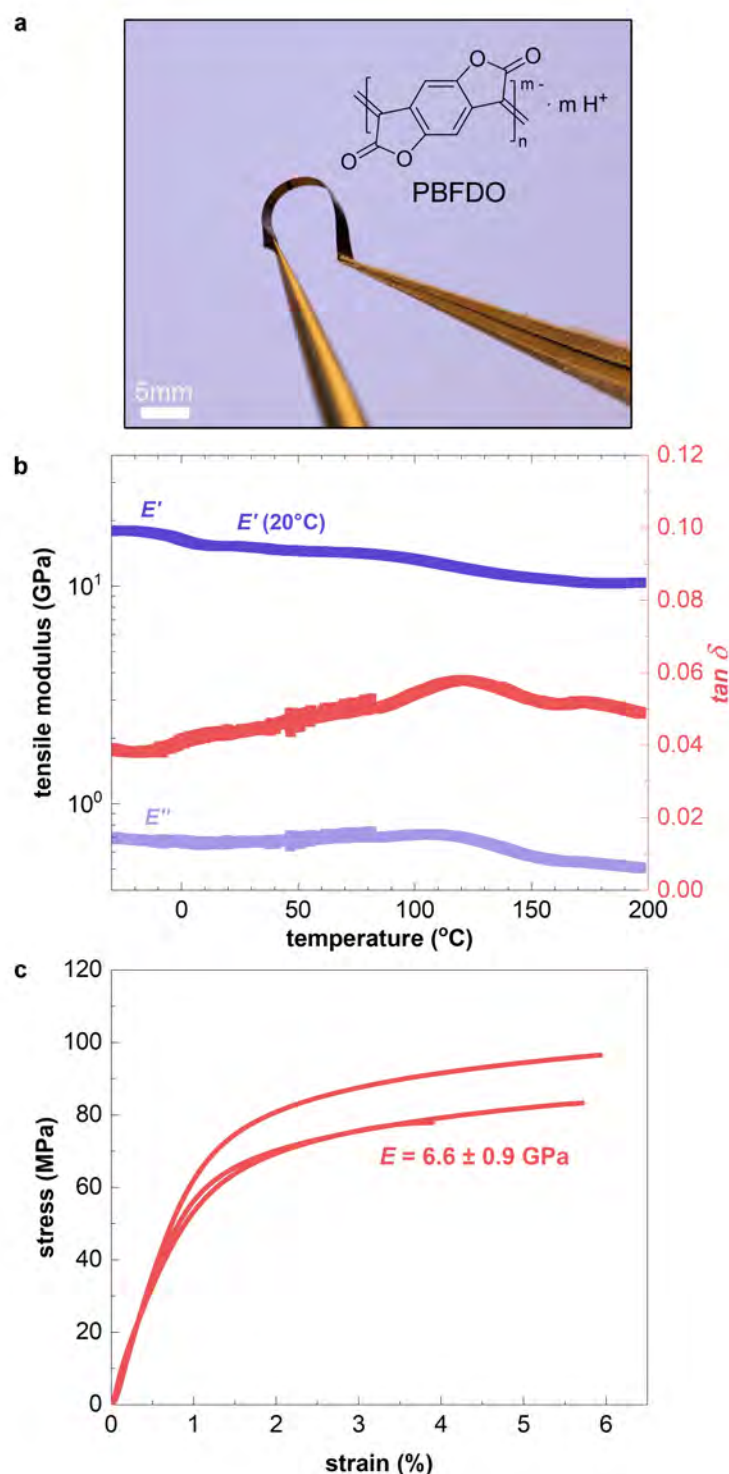 a
O
O
m -
· m H⁺
n
O
O
PBFDO
5mm
b
E′
E′ (20°C)
E″
10¹
10⁰
tensile modulus (GPa)
0.12
0.10
0.08
0.06
0.04
0.02
0.00
tan δ
0
50
100
150
200
temperature (°C)
c
120
100
80
60
40
20
0
stress (MPa)
E = 6.6 ± 0.9 GPa
0
1
2
3
4
5
6
strain (%)